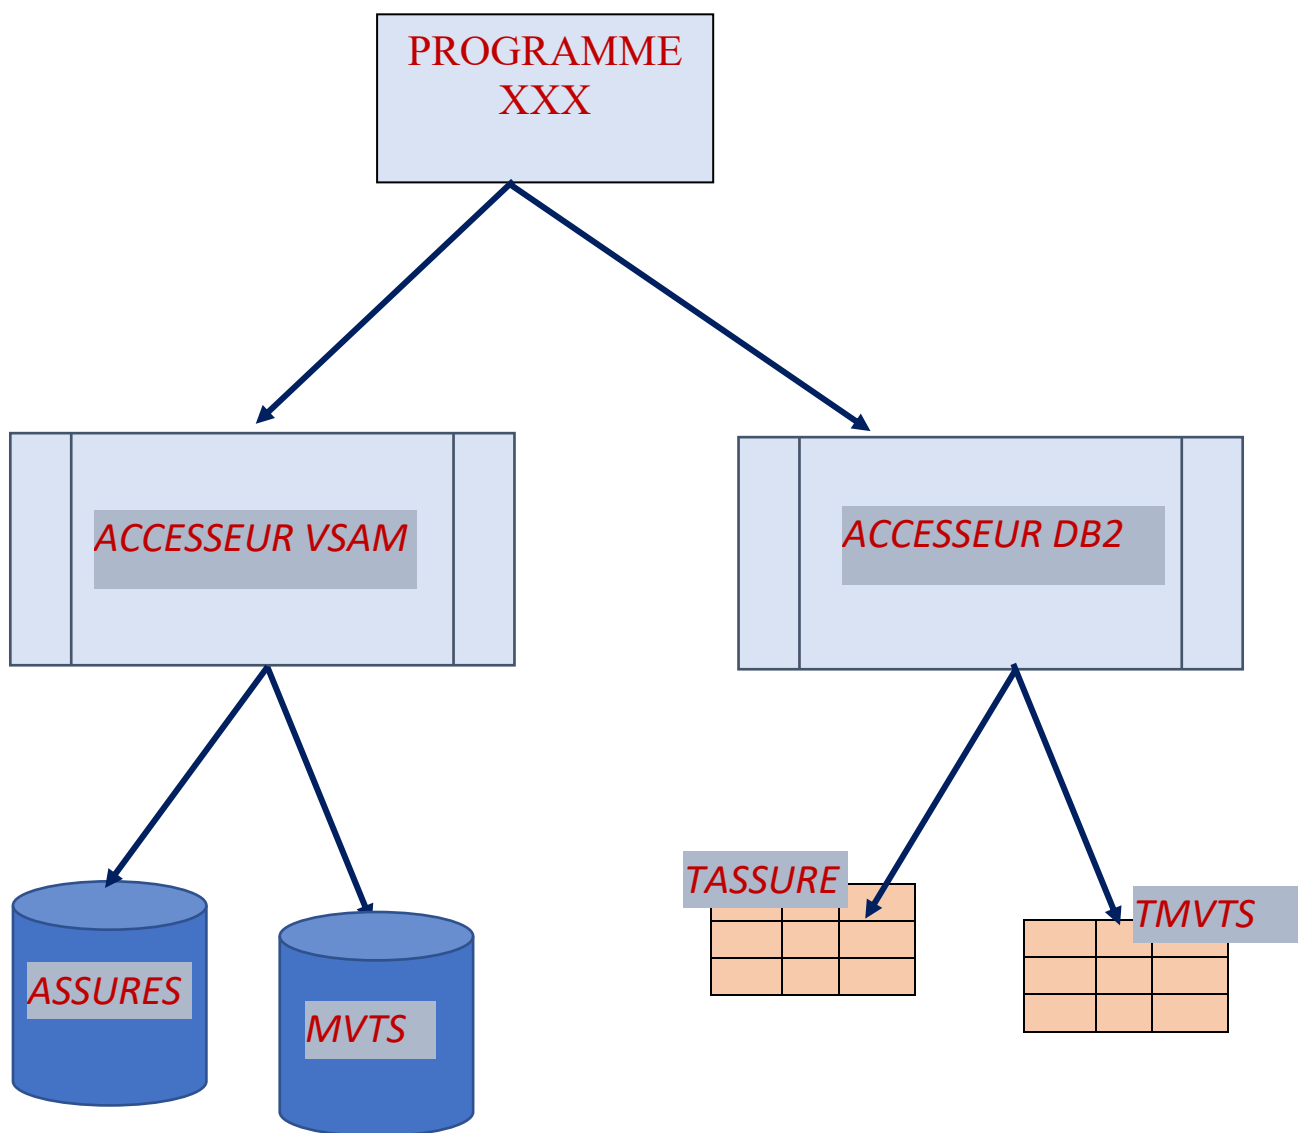 PROGRAMME
XXX
ACCESSEUR VSAM
ACCESSEUR DB2
TASSURE
TMVTS
ASSURES
MVTS